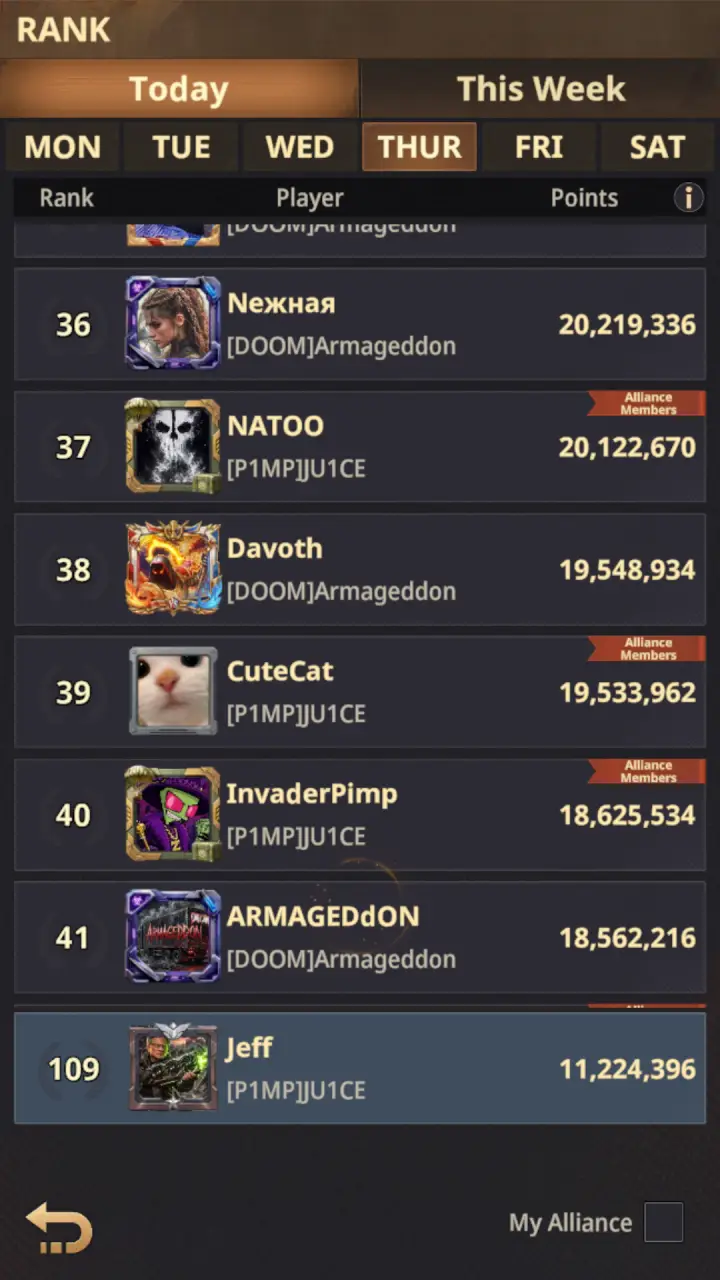 RANK
Today
This Week
MON TUE WED THUR FRI SAT
Rank Player Points
[DOOM]Armageddon
36
Neжная
[DOOM]Armageddon
20,219,336
Alliance
Members
37
NATOO
[P1MP]JU1CE
20,122,670
38
Davoth
[DOOM]Armageddon
19,548,934
Alliance
Members
39
CuteCat
[P1MP]JU1CE
19,533,962
Alliance
Members
40
InvaderPimp
[P1MP]JU1CE
18,625,534
41
ARMAGEDdON
[DOOM]Armageddon
18,562,216
109
Jeff
[P1MP]JU1CE
11,224,396
My Alliance